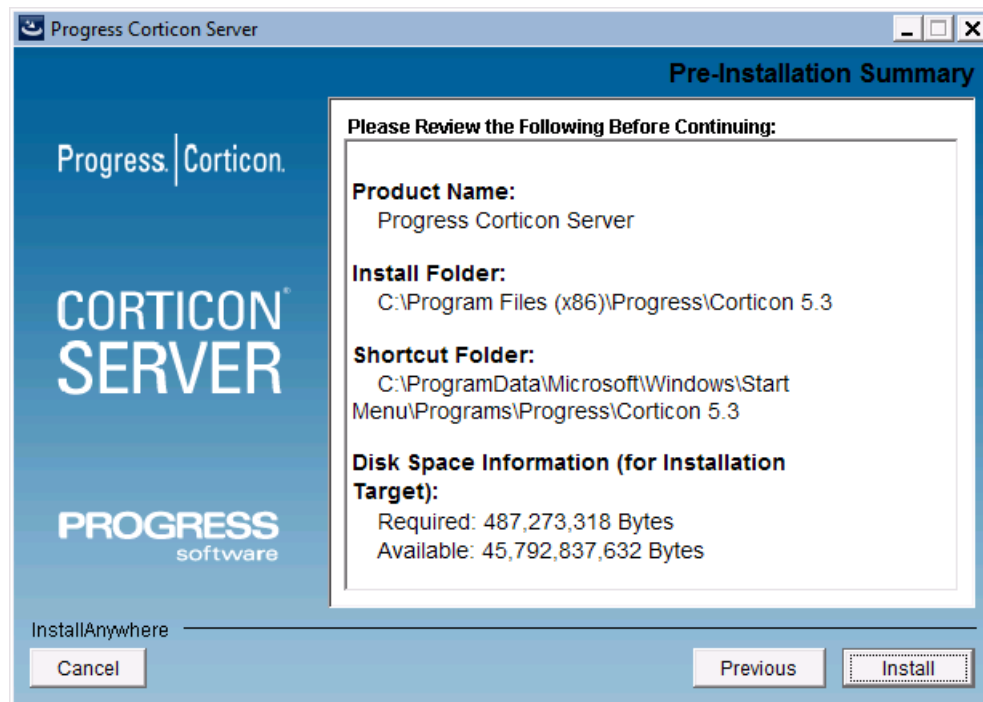 Progress Corticon Server
Pre-Installation Summary
Progress. Corticon.
CORTICON®
SERVER
PROGRESS
software
Please Review the Following Before Continuing:
Product Name:
Progress Corticon Server
Install Folder:
C:\Program Files (x86)\Progress\Corticon 5.3
Shortcut Folder:
C:\ProgramData\Microsoft\Windows\Start
Menu\Programs\Progress\Corticon 5.3
Disk Space Information (for Installation
Target):
Required: 487,273,318 Bytes
Available: 45,792,837,632 Bytes
InstallAnywhere
Cancel
Previous
Install